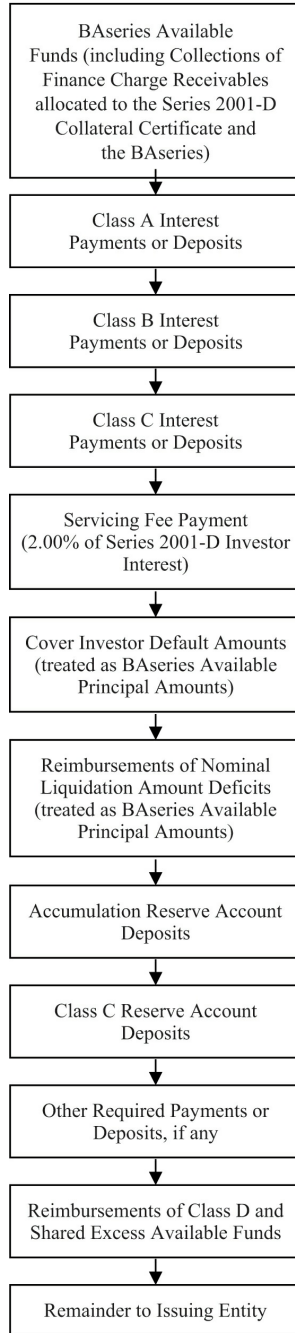 BAseries Available
Funds (including Collections of
Finance Charge Receivables
allocated to the Series 2001-D
Collateral Certificate and
the BAseries)
Class A Interest
Payments or Deposits
Class B Interest
Payments or Deposits
Class C Interest
Payments or Deposits
Servicing Fee Payment
(2.00% of Series 2001-D Investor
Interest)
Cover Investor Default Amounts
(treated as BAseries Available
Principal Amounts)
Reimbursements of Nominal
Liquidation Amount Deficits
(treated as BAseries Available
Principal Amounts)
Accumulation Reserve Account
Deposits
Class C Reserve Account
Deposits
Other Required Payments or
Deposits, if any
Reimbursements of Class D and
Shared Excess Available Funds
Remainder to Issuing Entity